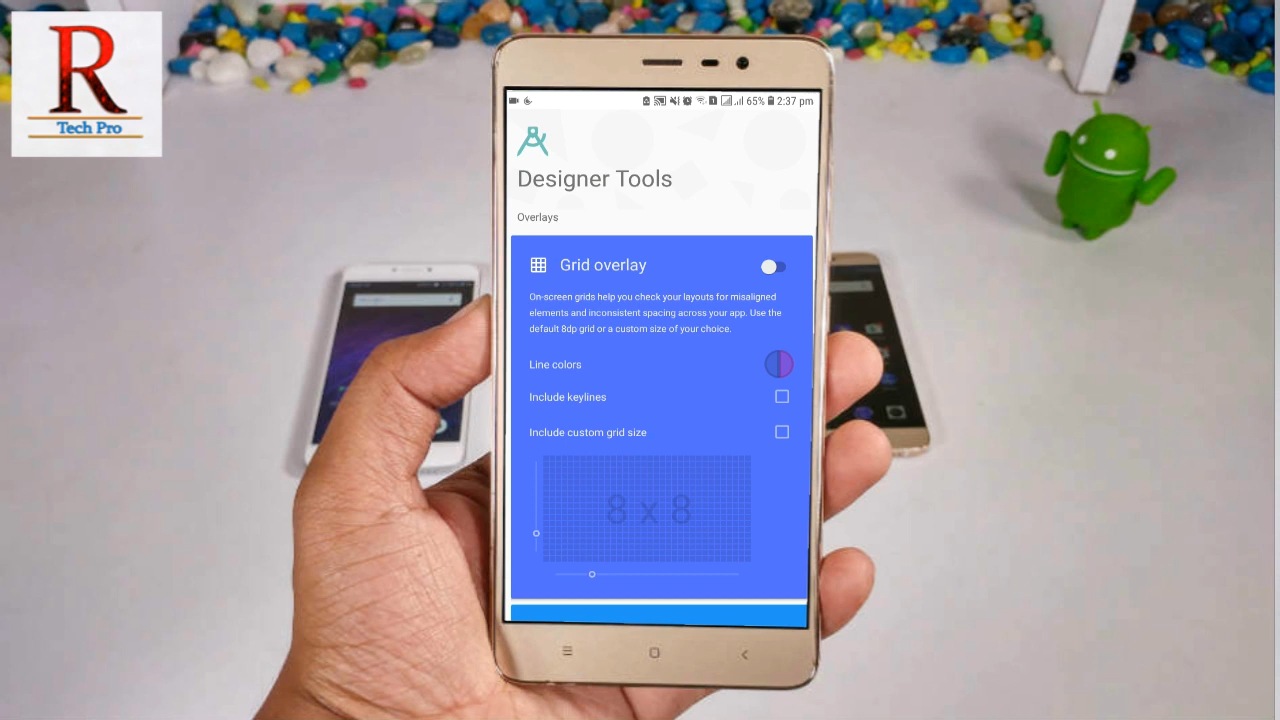 R
Tech Pro
65% 2:37 pm
Designer Tools
Overlays
Grid overlay
On-screen grids help you check your layouts for misaligned
elements and inconsistent spacing across your app. Use the
default 8dp grid or a custom size of your choice.
Line colors
Include keylines
Include custom grid size
8 x 8